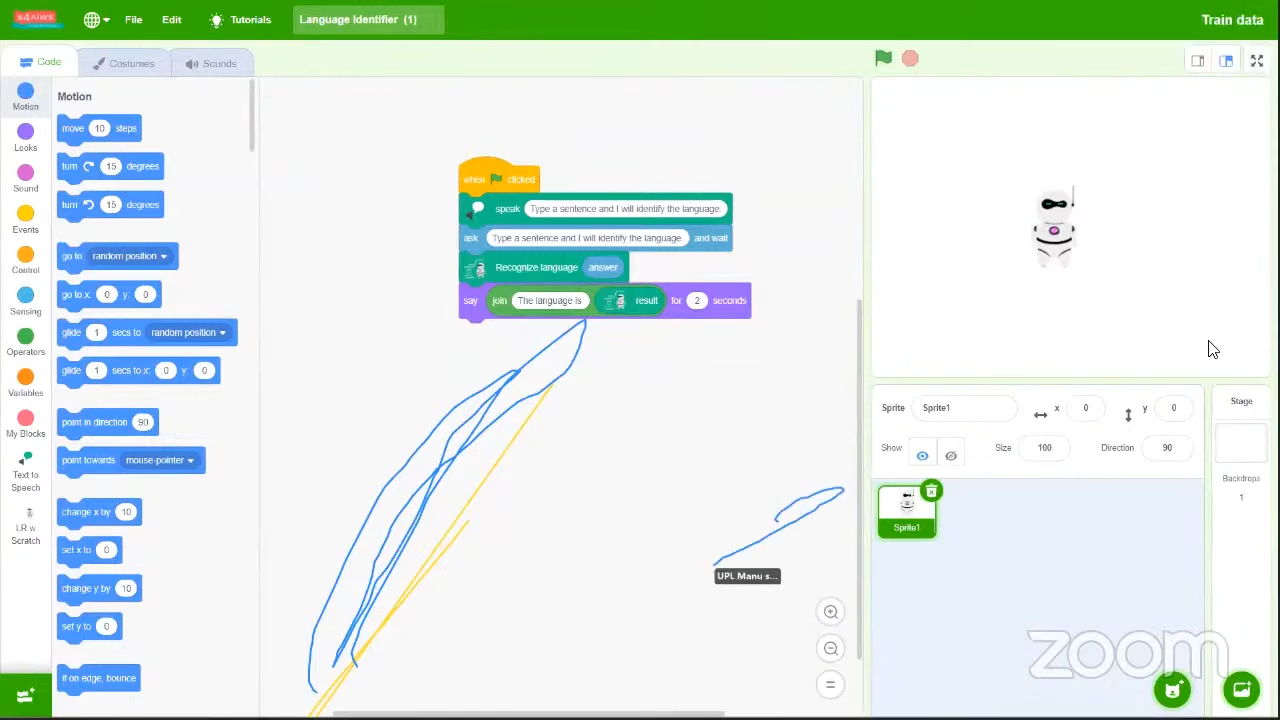 File
Edit
Tutorials
Language Identifier (1)
Train data
Code
Costumes
Sounds
Motion
Looks
Sound
Events
Control
Sensing
Operators
Variables
My Blocks
Text to
Speech
LR w
Scratch
Motion
move 10 steps
turn 15 degrees
turn 15 degrees
go to random position
go to x: 0 y: 0
glide 1 secs to random position
glide 1 secs to x: 0 y: 0
point in direction 90
point towards mouse-pointer
change x by 10
set x to 0
change y by 10
set y to 0
if on edge, bounce
when clicked
speak Type a sentence and I will identify the language.
ask Type a sentence and I will identify the language. and wait
Recognize language answer
say join The language is result for 2 seconds
UPL Manu s...
Sprite Sprite1 x 0 y 0
Show Size 100 Direction 90
Sprite1
Stage
Backdrops
1
zoom